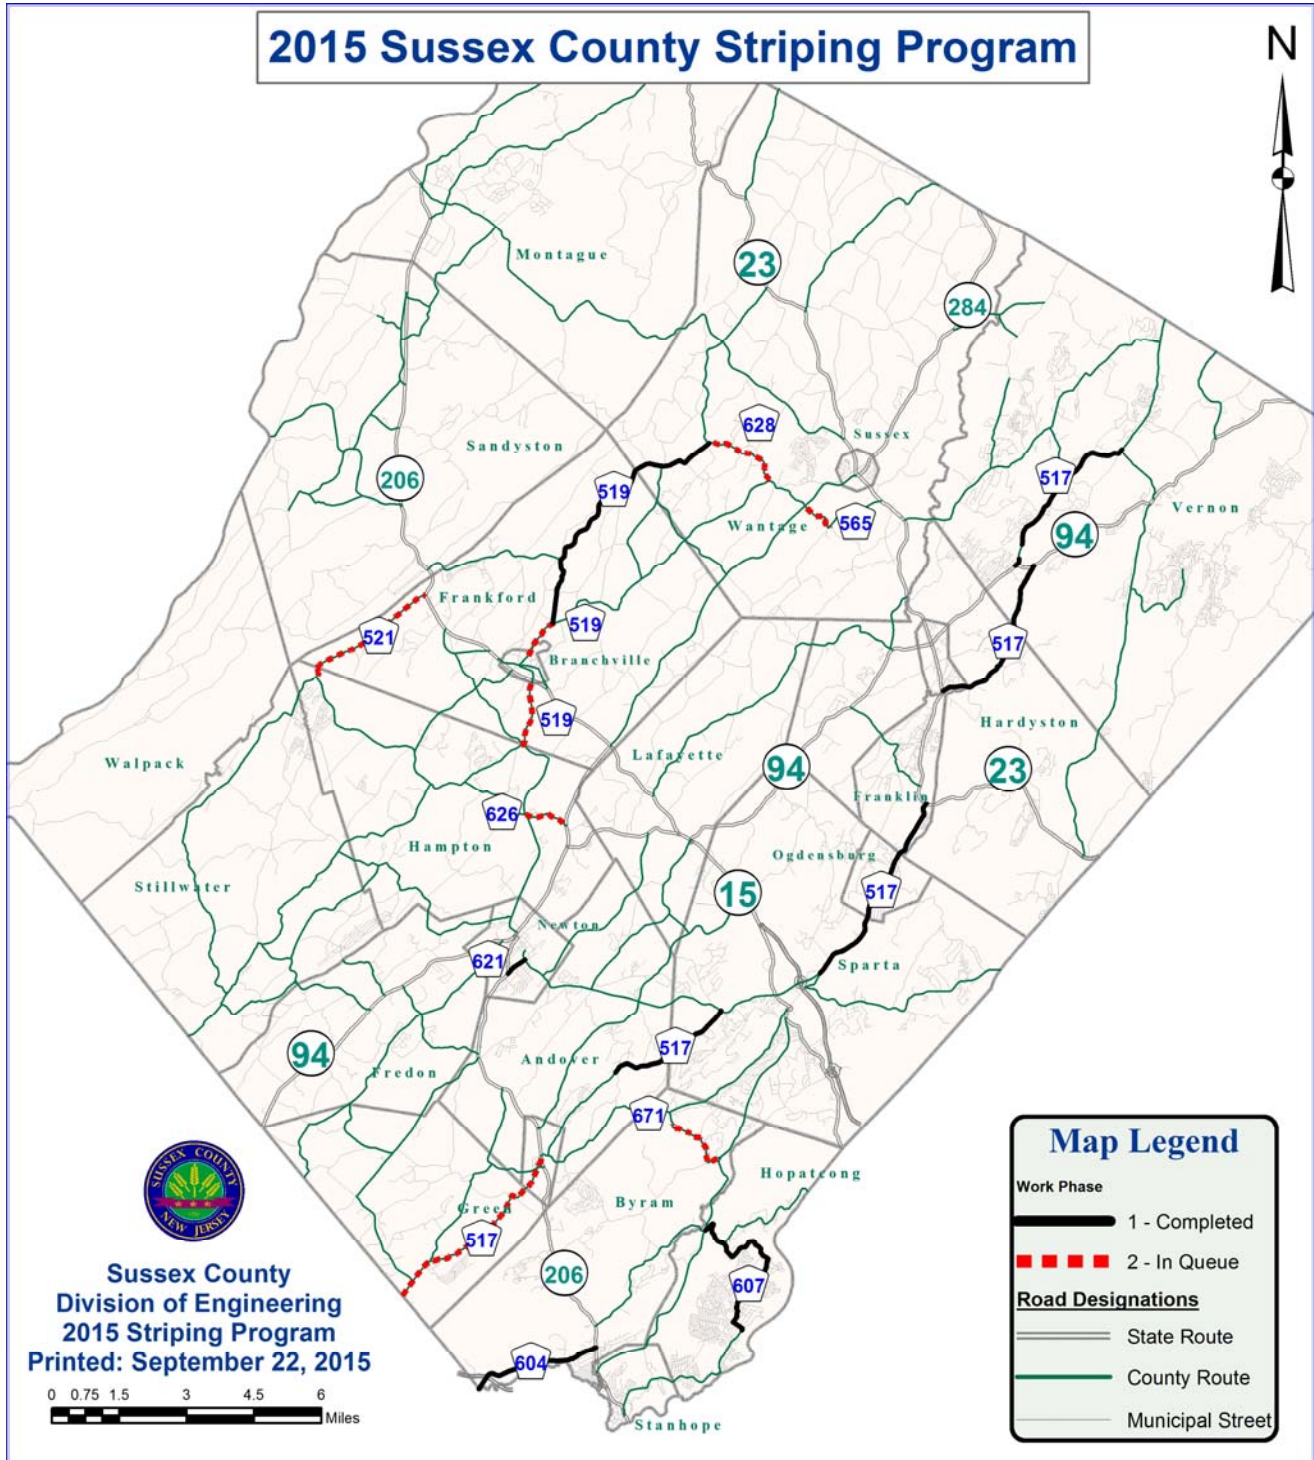 2015 Sussex County Striping Program
N
Montague
23
284
628
Sussex
Sandyston
206
519
517
Wantage
565
Vernon
94
Frankford
519
521
517
Branchville
519
Hardyston
Walpack
Lafayette
94
23
Franklin
626
Hampton
Ogdensburg
Stillwater
15
517
Newton
621
Sparta
94
517
Andover
Fredon
671
Hopatcong
Byram
Green
517
206
607
604
Stanhope
SUSSEX COUNTY
NEW JERSEY
Sussex County
Division of Engineering
2015 Striping Program
Printed: September 22, 2015
0 0.75 1.5 3 4.5 6
Miles
Map Legend
Work Phase
1 - Completed
2 - In Queue
Road Designations
State Route
County Route
Municipal Street